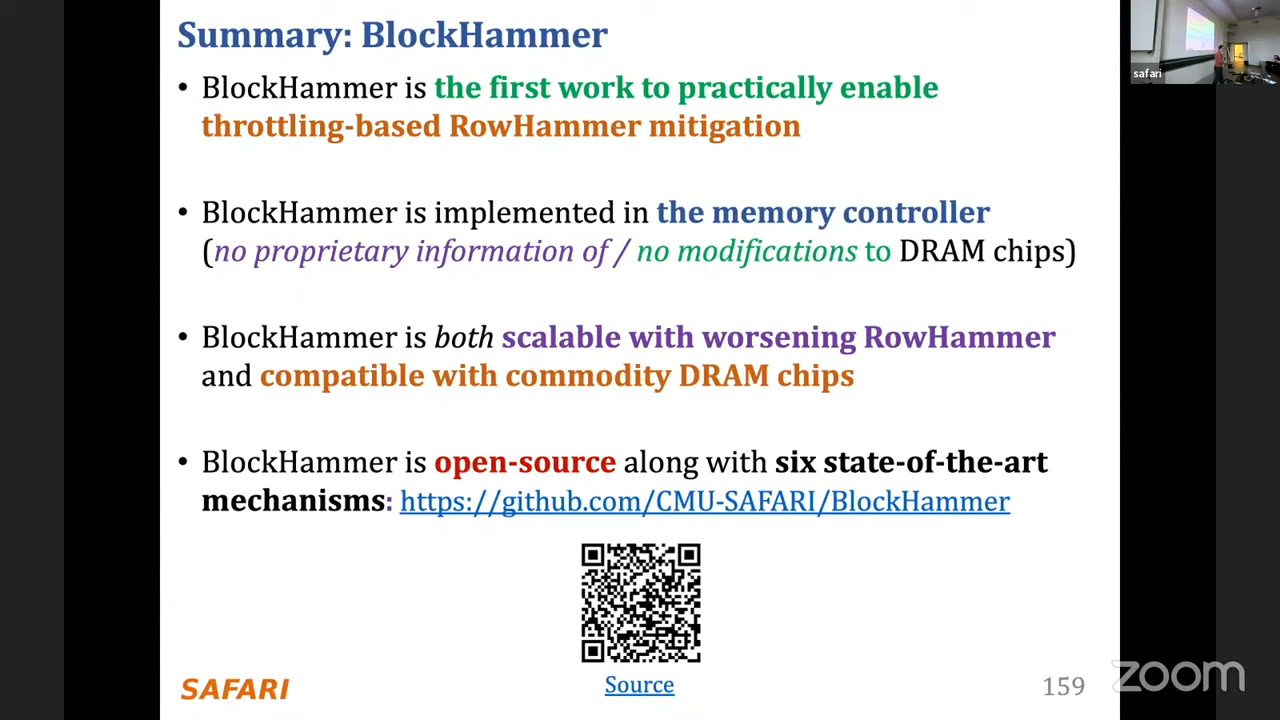 Summary: BlockHammer
• BlockHammer is the first work to practically enable
throttling-based RowHammer mitigation
• BlockHammer is implemented in the memory controller
(no proprietary information of / no modifications to DRAM chips)
• BlockHammer is both scalable with worsening RowHammer
and compatible with commodity DRAM chips
• BlockHammer is open-source along with six state-of-the-art
mechanisms: https://github.com/CMU-SAFARI/BlockHammer
Source
SAFARI
159
safari
zoom